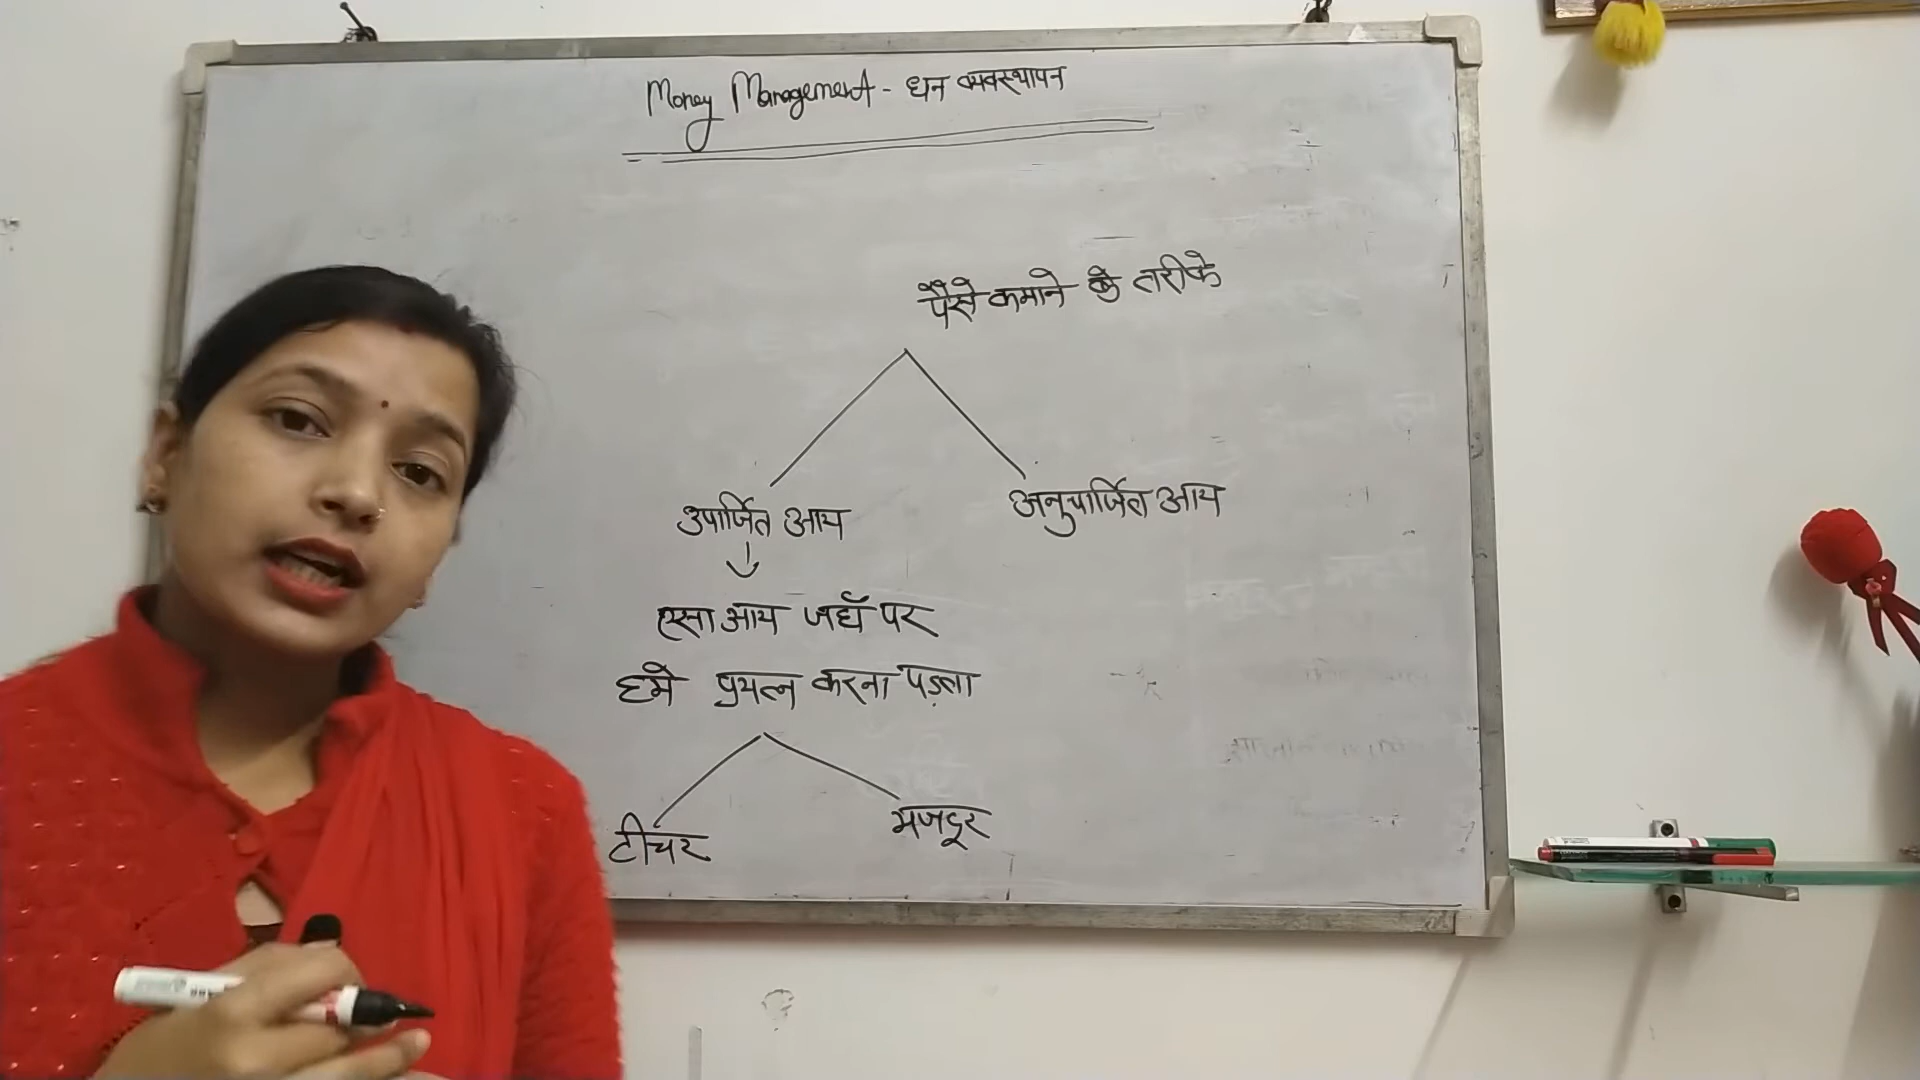 Money Management - धन व्यवस्थापन
पैसे कमाने के तरीके
उपार्जित आय
अनुपार्जित आय
एसा आय जहाँ पर
हमे प्रयत्न करना पड़ता
टीचर
मजदूर